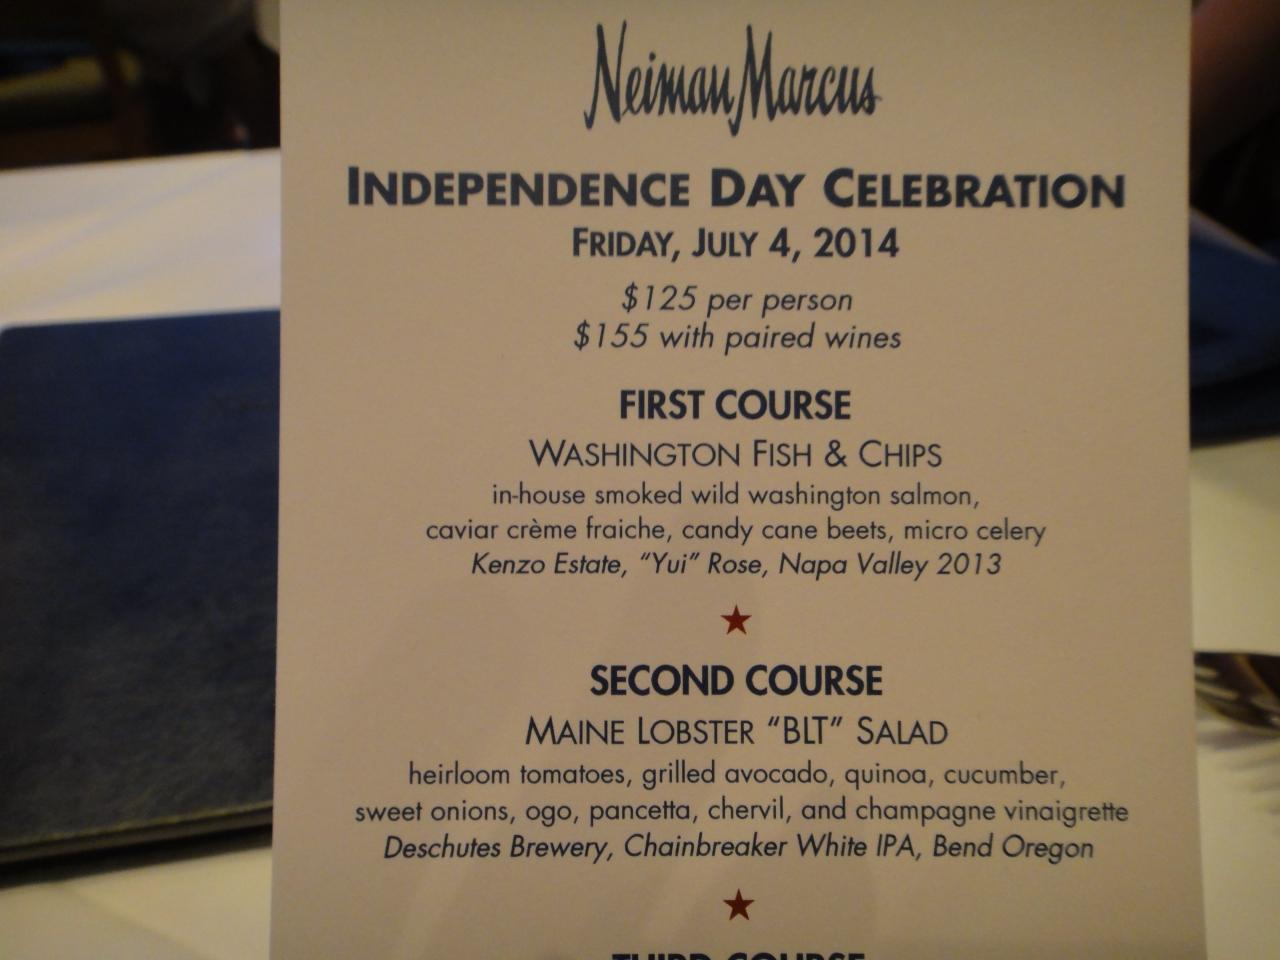 Neiman Marcus
INDEPENDENCE DAY CELEBRATION
FRIDAY, JULY 4, 2014
$125 per person
$155 with paired wines
FIRST COURSE
WASHINGTON FISH & CHIPS
in-house smoked wild washington salmon,
caviar crème fraiche, candy cane beets, micro celery
Kenzo Estate, “Yui” Rose, Napa Valley 2013
SECOND COURSE
MAINE LOBSTER “BLT” SALAD
heirloom tomatoes, grilled avocado, quinoa, cucumber,
sweet onions, ogo, pancetta, chervil, and champagne vinaigrette
Deschutes Brewery, Chainbreaker White IPA, Bend Oregon
THIRD COURSE